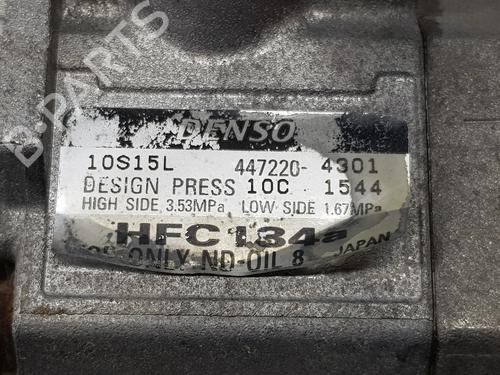 DENSO
10S15L 447220-4301
DESIGN PRESS 10C 1544
HIGH SIDE 3.53MPa LOW SIDE 1.67MPa
HFC134a
ONLY ND-OIL 8 JAPAN
B-PARTS